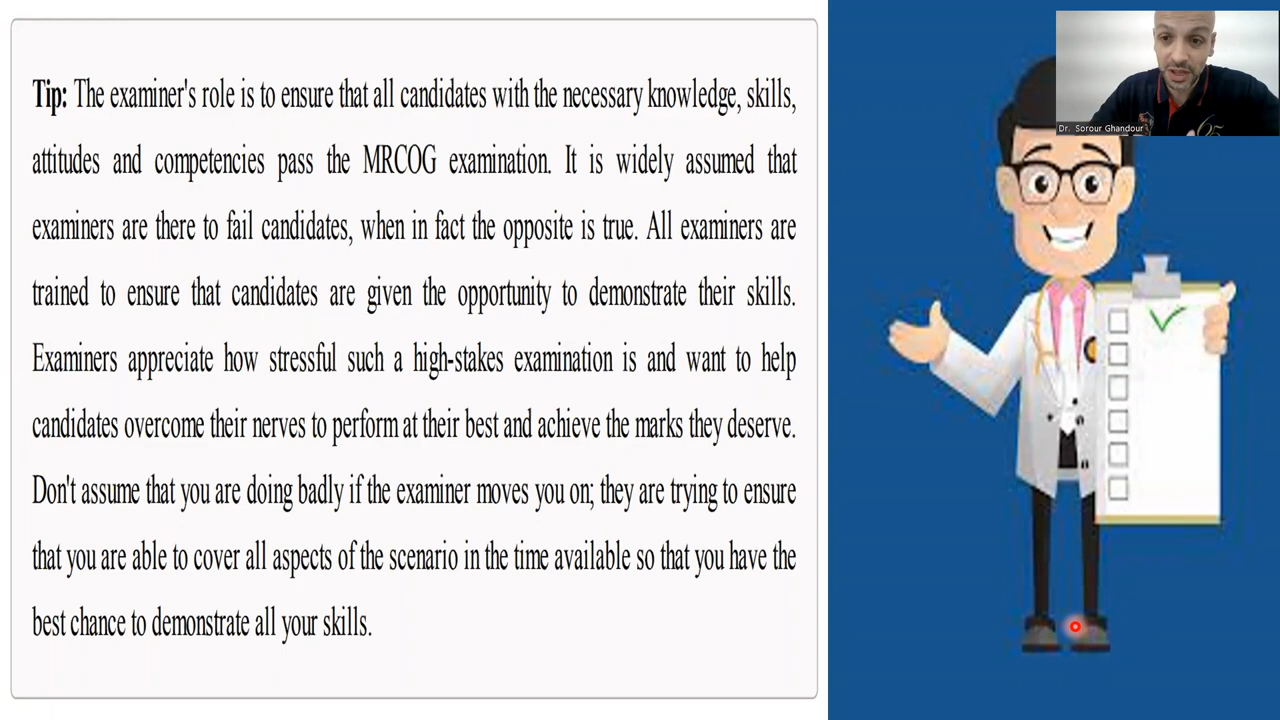 Tip: The examiner's role is to ensure that all candidates with the necessary knowledge, skills,
attitudes and competencies pass the MRCOG examination. It is widely assumed that
examiners are there to fail candidates, when in fact the opposite is true. All examiners are
trained to ensure that candidates are given the opportunity to demonstrate their skills.
Examiners appreciate how stressful such a high-stakes examination is and want to help
candidates overcome their nerves to perform at their best and achieve the marks they deserve.
Don't assume that you are doing badly if the examiner moves you on; they are trying to ensure
that you are able to cover all aspects of the scenario in the time available so that you have the
best chance to demonstrate all your skills.
Dr. Sorour Ghandour